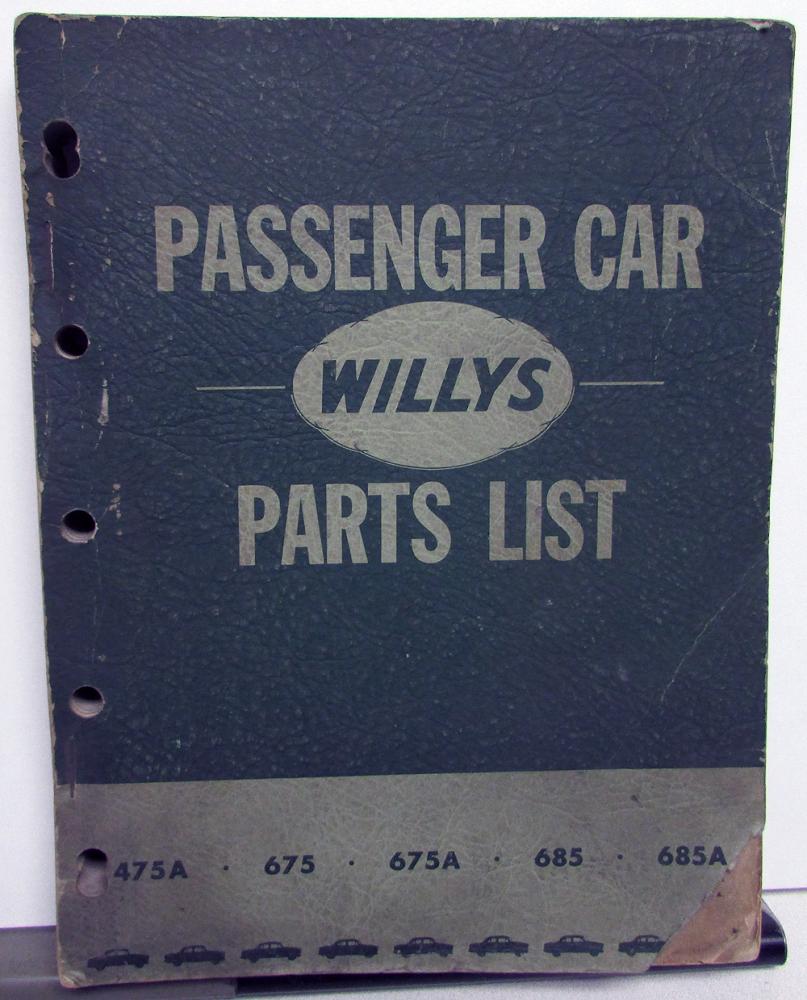 PASSENGER CAR
WILLYS
PARTS LIST
475A · 675 · 675A · 685 · 685A